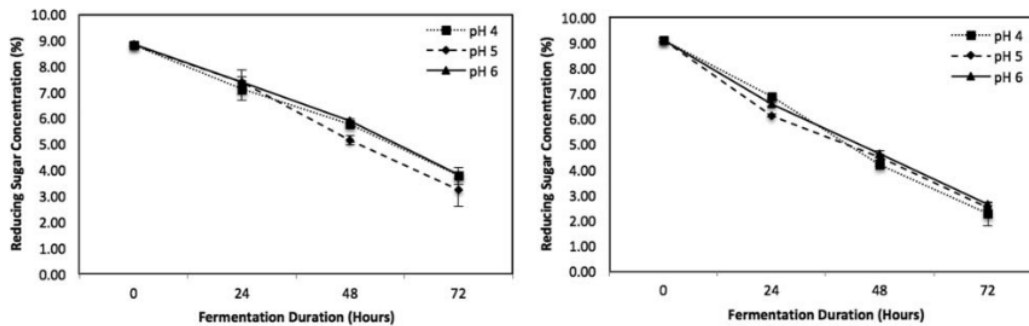 10.00
9.00
8.00
7.00
6.00
5.00
4.00
3.00
2.00
1.00
0.00
Reducing Sugar Concentration (%)
pH 4
pH 5
pH 6
0 24 48 72
Fermentation Duration (Hours)
10.00
9.00
8.00
7.00
6.00
5.00
4.00
3.00
2.00
1.00
0.00
Reducing Sugar Concentration (%)
pH 4
pH 5
pH 6
0 24 48 72
Fermentation Duration (Hours)